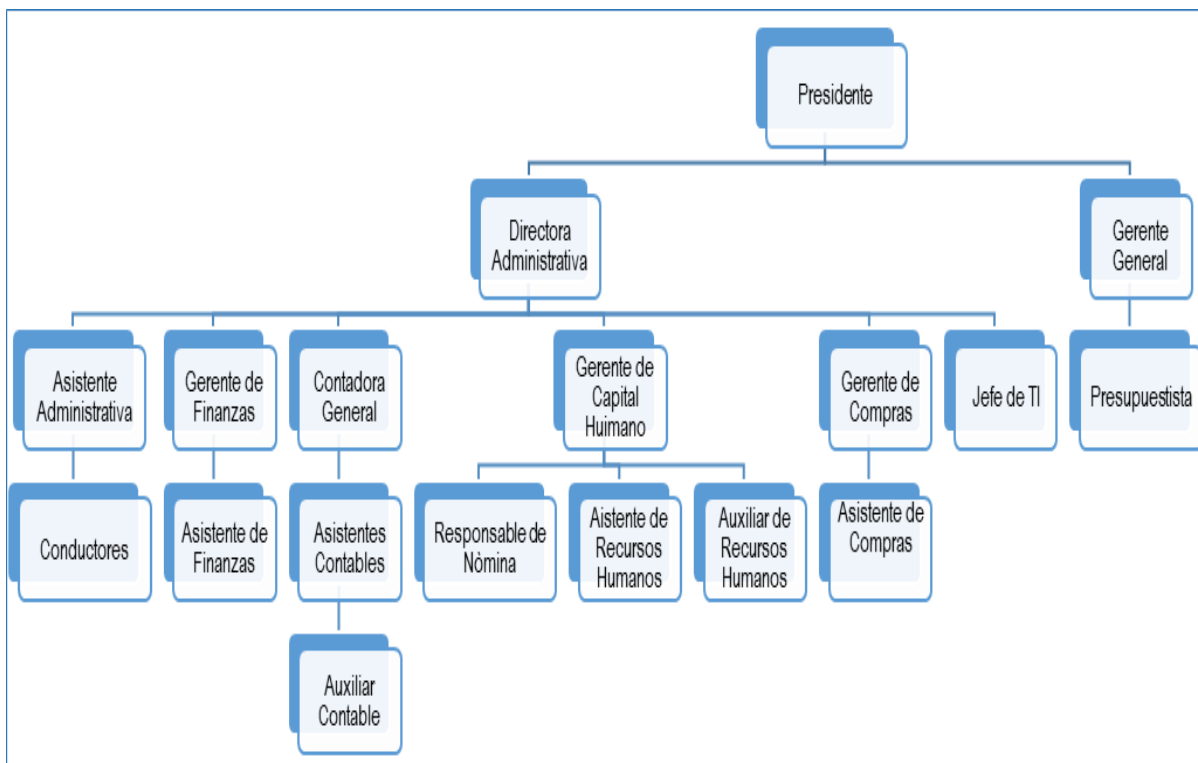 Presidente
Directora
Administrativa
Gerente
General
Asistente
Administrativa
Gerente de
Finanzas
Contadora
General
Gerente de
Capital
Huimano
Gerente de
Compras
Jefe de TI
Presupuestista
Conductores
Asistente de
Finanzas
Asistentes
Contables
Responsable de
Nòmina
Aistente de
Recursos
Humanos
Auxiliar de
Recursos
Humanos
Asistente de
Compras
Auxiliar
Contable